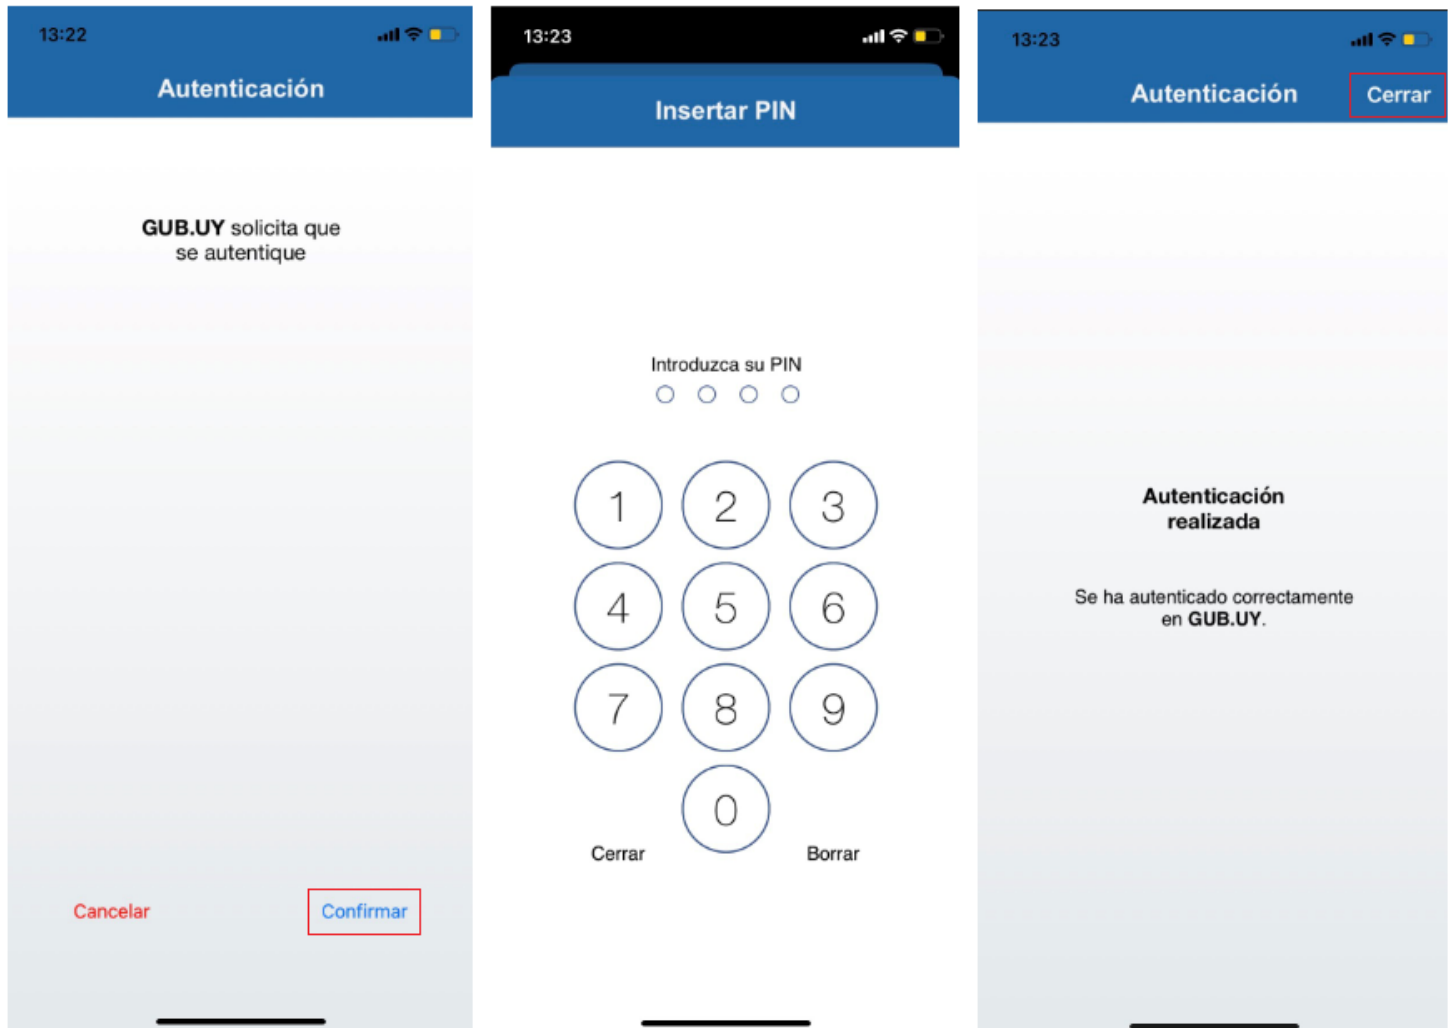 13:22
Autenticación
GUB.UY solicita que
se autentique
Cancelar
Confirmar
13:23
Insertar PIN
Introduzca su PIN
1 2 3
4 5 6
7 8 9
0
Cerrar
Borrar
13:23
Autenticación
Cerrar
Autenticación
realizada
Se ha autenticado correctamente
en GUB.UY.